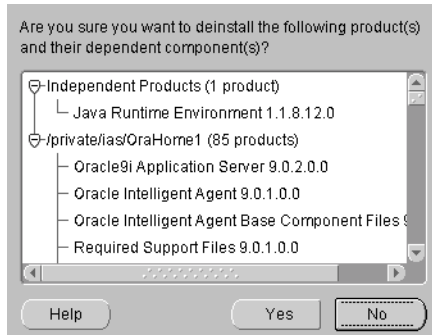 Are you sure you want to deinstall the following product(s)
and their dependent component(s)?
Independent Products (1 product)
Java Runtime Environment 1.1.8.12.0
/private/ias/OraHome1 (85 products)
Oracle9i Application Server 9.0.2.0.0
Oracle Intelligent Agent 9.0.1.0.0
Oracle Intelligent Agent Base Component Files 9
Required Support Files 9.0.1.0.0
Help Yes No